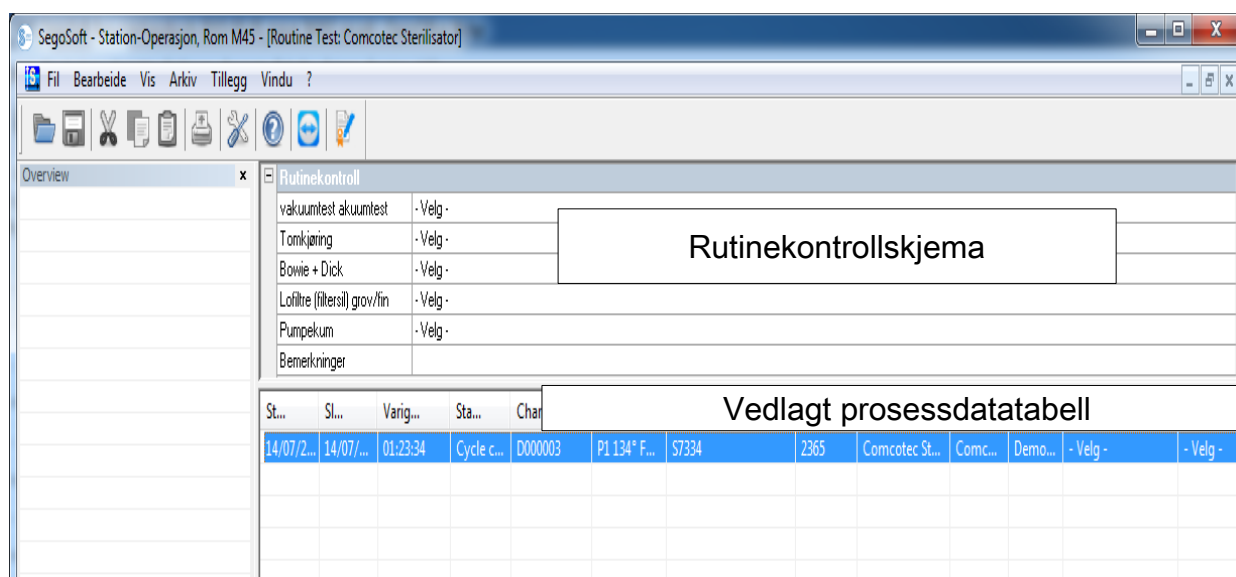 SegoSoft - Station-Operasjon, Rom M45 - [Routine Test: Comcotec Sterilisator]
Fil Bearbeide Vis Arkiv Tillegg Vindu ?
Overview x
Rutinekontroll
vakuumtest akuumtest - Velg -
Tomkjøring - Velg -
Rutinekontrollskjema
Bowie + Dick - Velg -
Lofiltre (filtersil) grov/fin - Velg -
Pumpekum - Velg -
Bemerkninger
St... Sl... Varig... Sta... Char
Vedlagt prosessdatatabell
14/07/2... 14/07/... 01:23:34 Cycle c... D000003 P1 134° F... S7334 2365 Comcotec St... Comc... Demo... - Velg - - Velg -